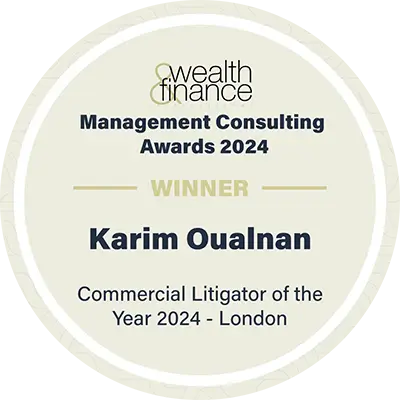 wealth
& finance
Management Consulting
Awards 2024
WINNER
Karim Oualnan
Commercial Litigator of the
Year 2024 - London